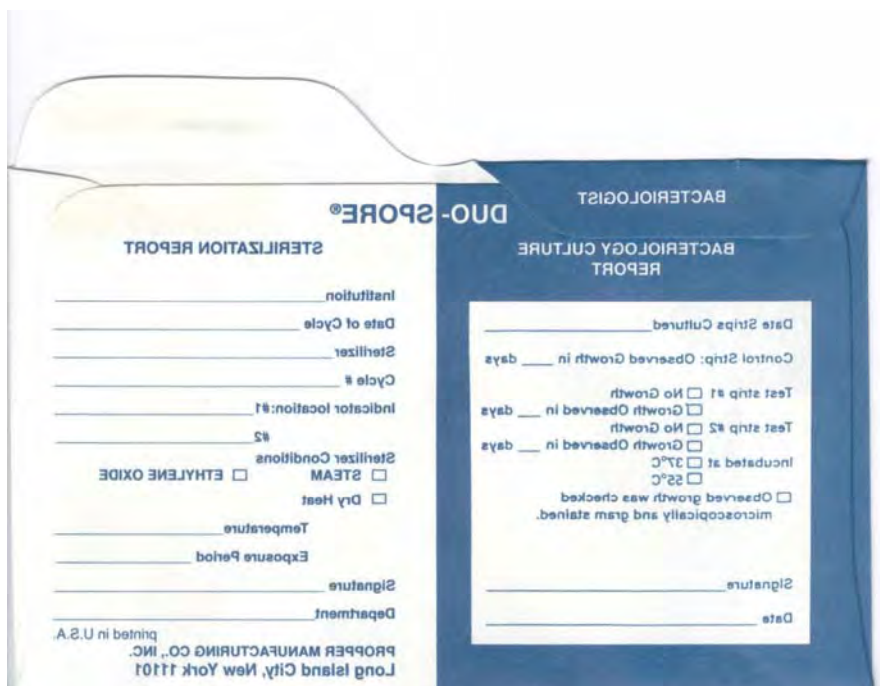 BACTERIOLOGIST
DUO-SPORE®
BACTERIOLOGY CULTURE
REPORT
Date Strips Cultured
Control Strip: Observed Growth in ____ days
Test strip #1 ☐ No Growth
☐ Growth Observed in ____ days
Test strip #2 ☐ No Growth
☐ Growth Observed in ____ days
Incubated at ☐ 37°C
☐ 55°C
☐ Observed growth was checked
microscopically and gram stained.
Signature
Date
STERILIZATION REPORT
Institution
Date of Cycle
Sterilizer
Cycle #
Indicator location:#1
#2
Sterilizer Conditions
☐ STEAM ☐ ETHYLENE OXIDE
☐ Dry Heat
Temperature
Exposure Period
Signature
Department
printed in U.S.A.
PROPPER MANUFACTURING CO., INC.
Long Island City, New York 11101